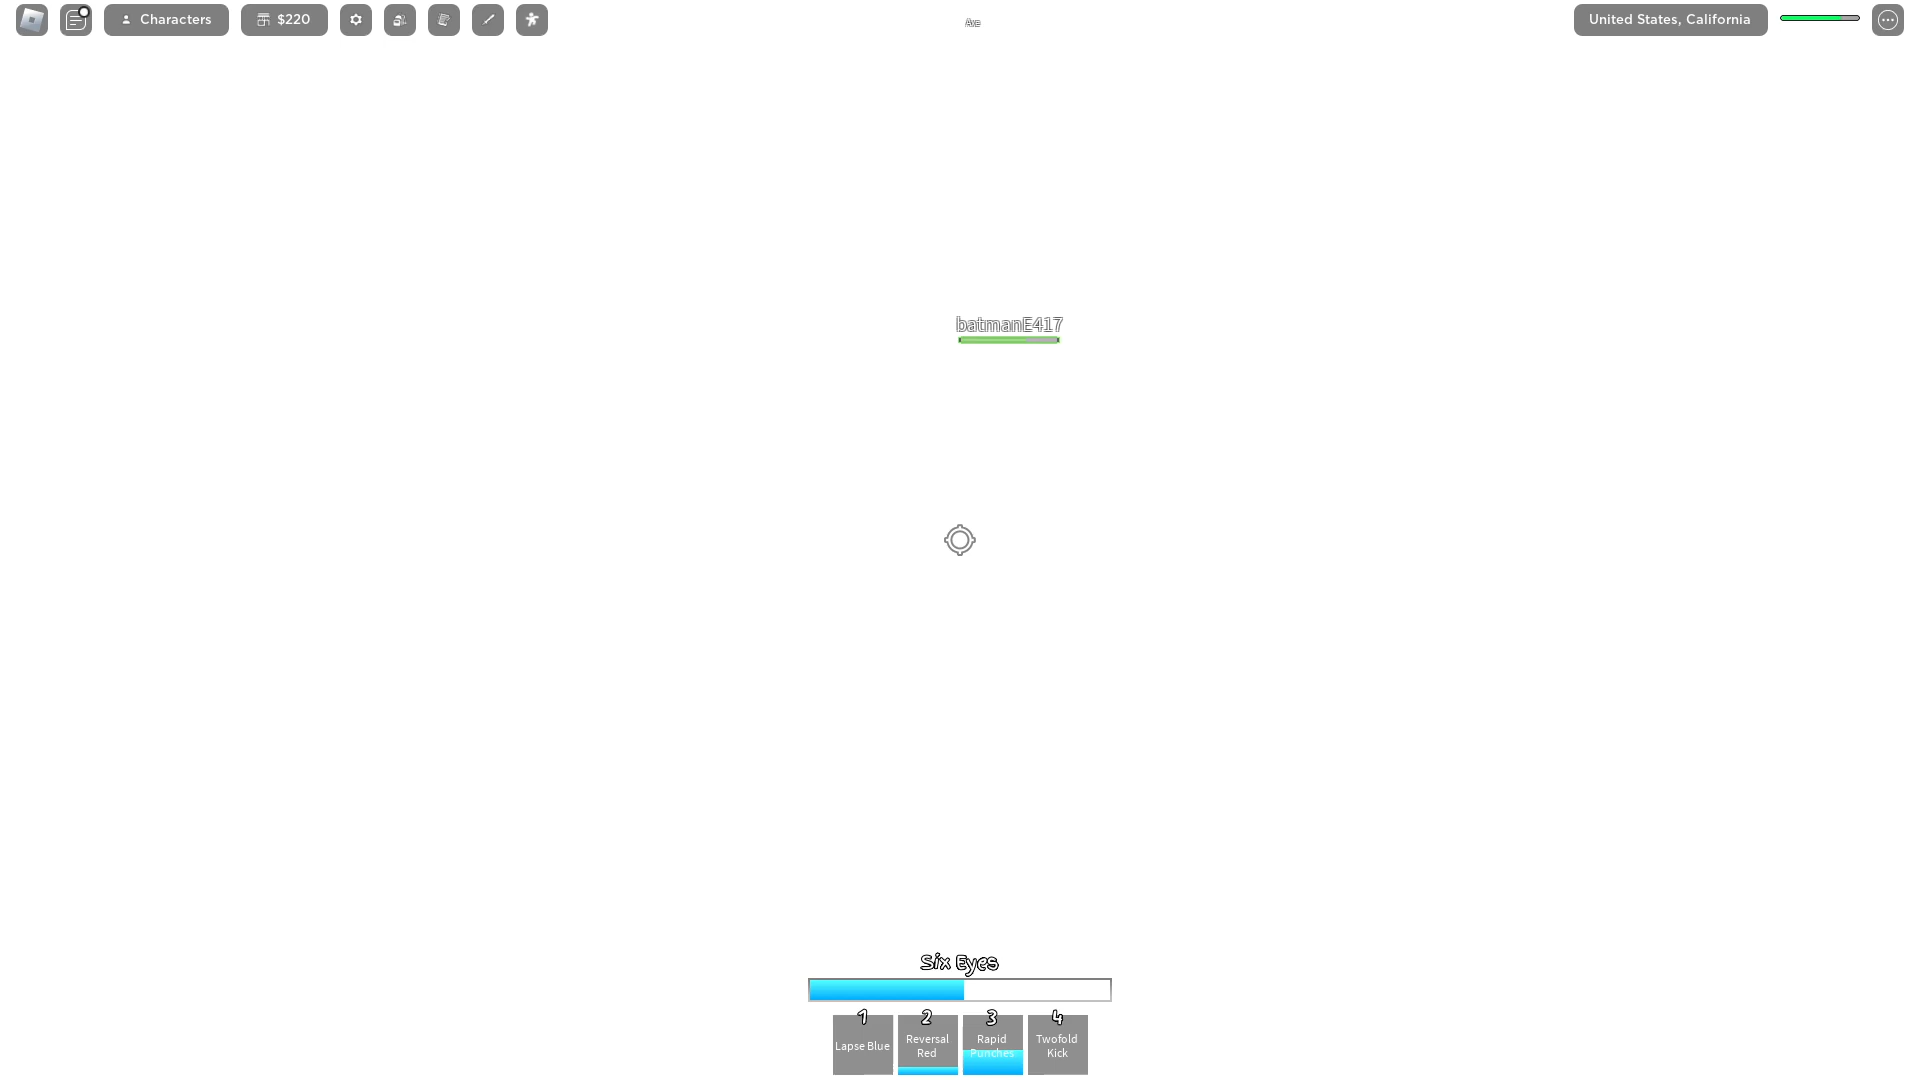 Characters
$220
Are
United States, California
batmanE417
Six Eyes
1
2
3
4
Lapse Blue
Reversal
Red
Rapid
Punches
Twofold
Kick